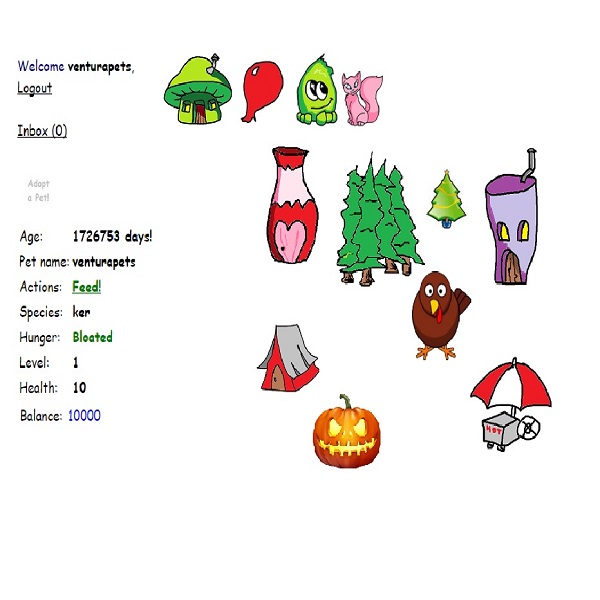 Welcome venturapets,
Logout
Inbox (0)
Adopt
a Pet!
Age: 1726753 days!
Pet name: venturapets
Actions: Feed!
Species: ker
Hunger: Bloated
Level: 1
Health: 10
Balance: 10000
HOT